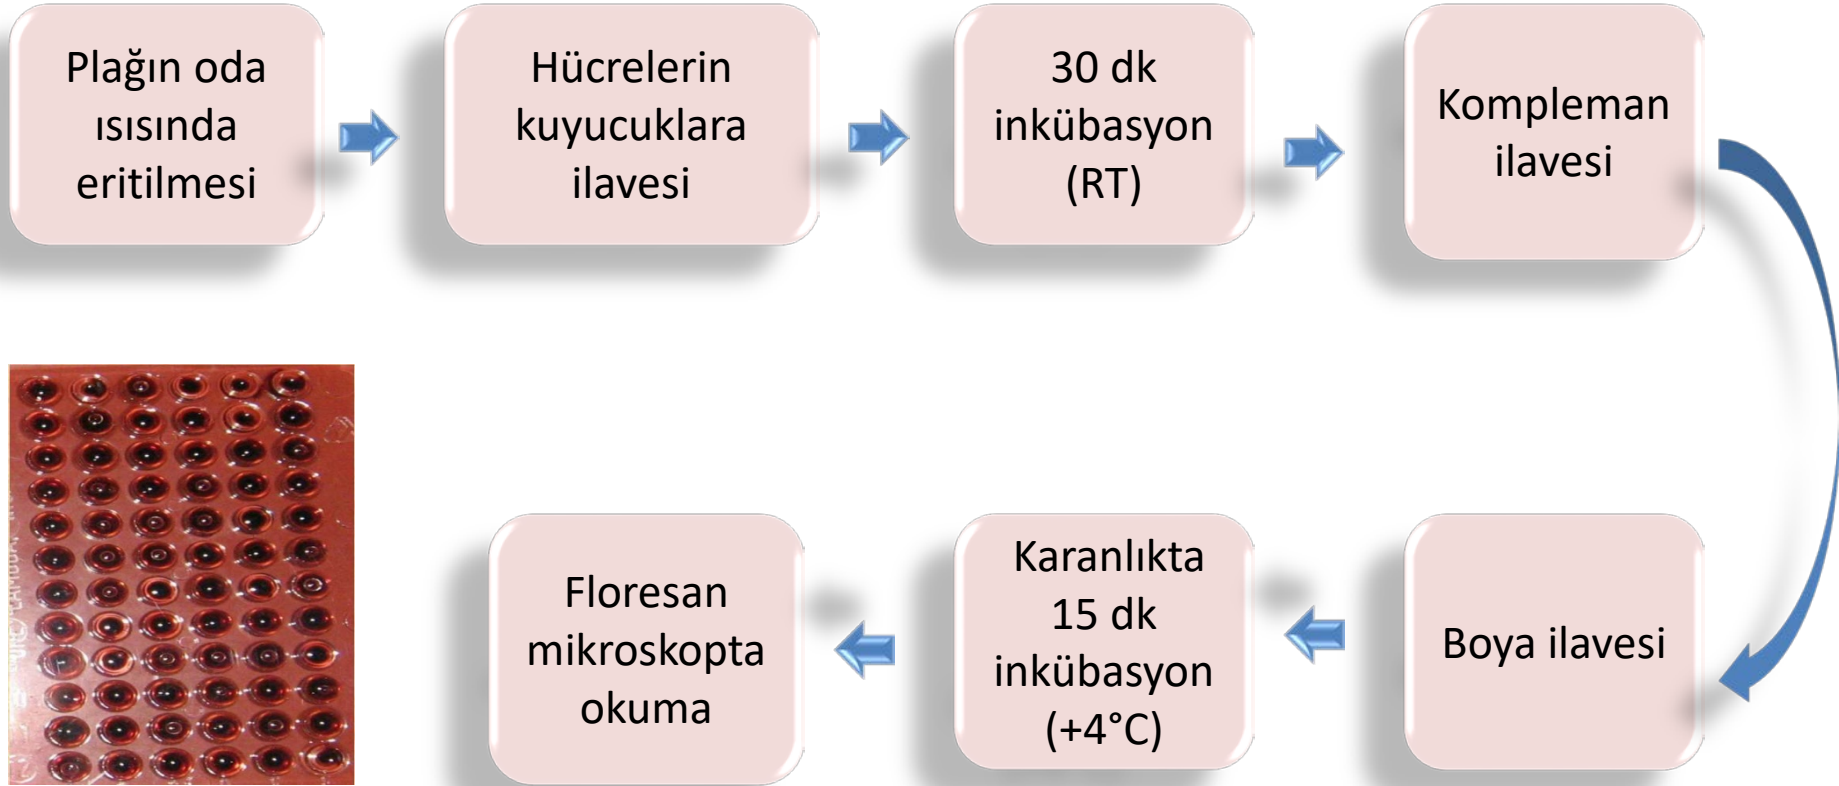 Plağın oda
ısısında
eritilmesi
Hücrelerin
kuyucuklara
ilavesi
30 dk
inkübasyon
(RT)
Kompleman
ilavesi
Boya ilavesi
Karanlıkta
15 dk
inkübasyon
(+4°C)
Floresan
mikroskopta
okuma